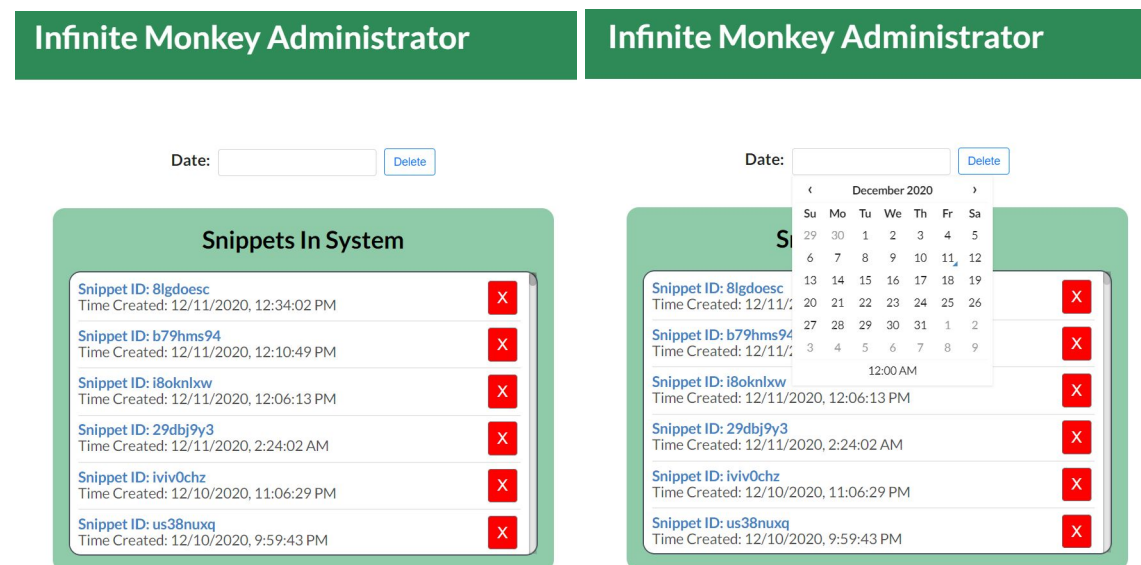 Infinite Monkey Administrator
Date:
Delete
Snippets In System
Snippet ID: 8lgdoesc
Time Created: 12/11/2020, 12:34:02 PM
X
Snippet ID: b79hms94
Time Created: 12/11/2020, 12:10:49 PM
X
Snippet ID: i8oknlxw
Time Created: 12/11/2020, 12:06:13 PM
X
Snippet ID: 29dbj9y3
Time Created: 12/11/2020, 2:24:02 AM
X
Snippet ID: iviv0chz
Time Created: 12/10/2020, 11:06:29 PM
X
Snippet ID: us38nuxq
Time Created: 12/10/2020, 9:59:43 PM
X
Infinite Monkey Administrator
Date:
Delete
‹ December 2020 ›
Su Mo Tu We Th Fr Sa
29 30 1 2 3 4 5
6 7 8 9 10 11 12
13 14 15 16 17 18 19
20 21 22 23 24 25 26
27 28 29 30 31 1 2
3 4 5 6 7 8 9
12:00 AM
S
Snippet ID: 8lgdoesc
Time Created: 12/11/2
X
Snippet ID: b79hms94
Time Created: 12/11/2
X
Snippet ID: i8oknlxw
Time Created: 12/11/2020, 12:06:13 PM
X
Snippet ID: 29dbj9y3
Time Created: 12/11/2020, 2:24:02 AM
X
Snippet ID: iviv0chz
Time Created: 12/10/2020, 11:06:29 PM
X
Snippet ID: us38nuxq
Time Created: 12/10/2020, 9:59:43 PM
X